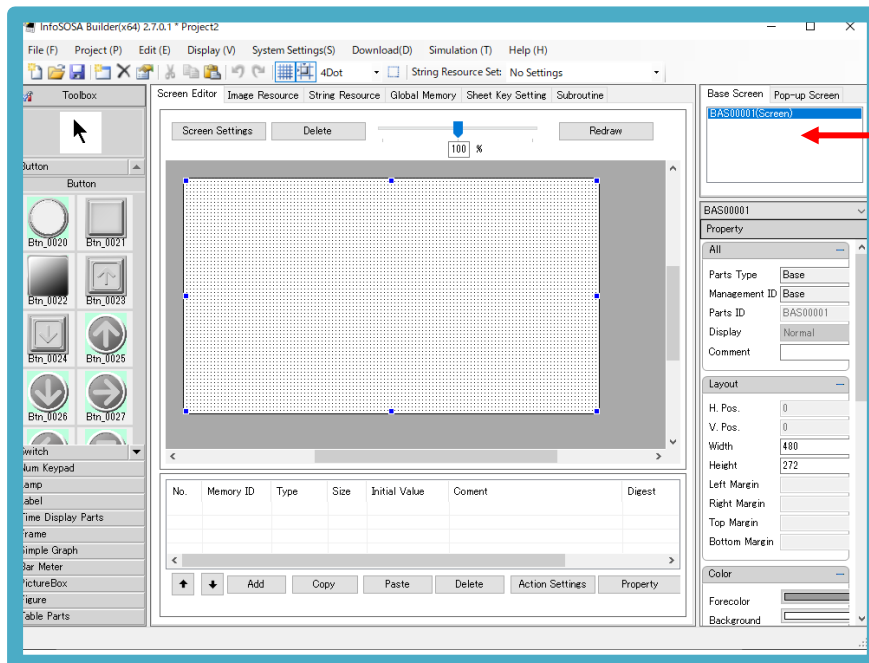 InfoSOSA Builder(x64) 2.7.0.1 * Project2
File (F) Project (P) Edit (E) Display (V) System Settings(S) Download(D) Simulation (T) Help (H)
4Dot String Resource Set: No Settings
Toolbox
Screen Editor Image Resource String Resource Global Memory Sheet Key Setting Subroutine
Base Screen Pop-up Screen
BAS00001(Screen)
Screen Settings Delete Redraw
100 %
Button
Button
Btn_0020 Btn_0021
Btn_0022 Btn_0023
Btn_0024 Btn_0025
Btn_0026 Btn_0027
Switch
Num Keypad
Lamp
Label
Time Display Parts
Frame
Simple Graph
Bar Meter
PictureBox
Figure
Table Parts
No. Memory ID Type Size Initial Value Coment Digest
Add Copy Paste Delete Action Settings Property
BAS00001
Property
All
Parts Type Base
Management ID Base
Parts ID BAS00001
Display Normal
Comment
Layout
H. Pos. 0
V. Pos. 0
Width 480
Height 272
Left Margin
Right Margin
Top Margin
Bottom Margin
Color
Forecolor
Background